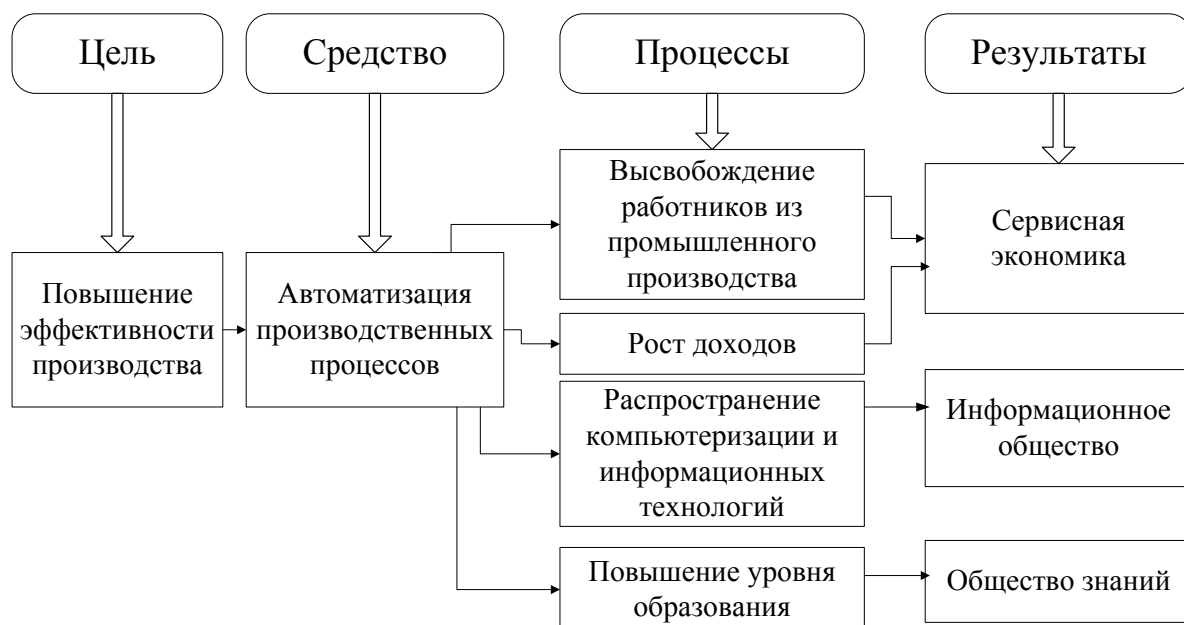 Цель
Средство
Процессы
Результаты
Повышение
эффективности
производства
Автоматизация
производственных
процессов
Высвобождение
работников из
промышленного
производства
Рост доходов
Распространение
компьютеризации и
информационных
технологий
Повышение уровня
образования
Сервисная
экономика
Информационное
общество
Общество знаний